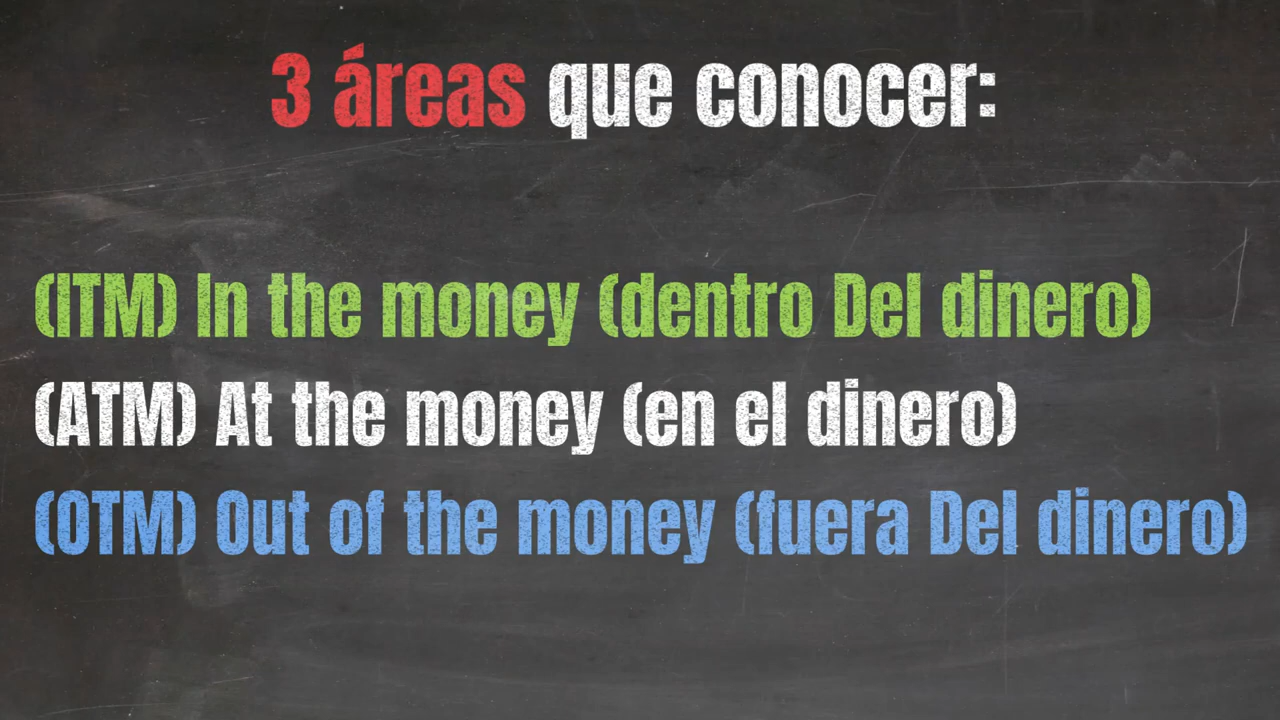 3 áreas que conocer:
(ITM) In the money (dentro Del dinero)
(ATM) At the money (en el dinero)
(OTM) Out of the money (fuera Del dinero)